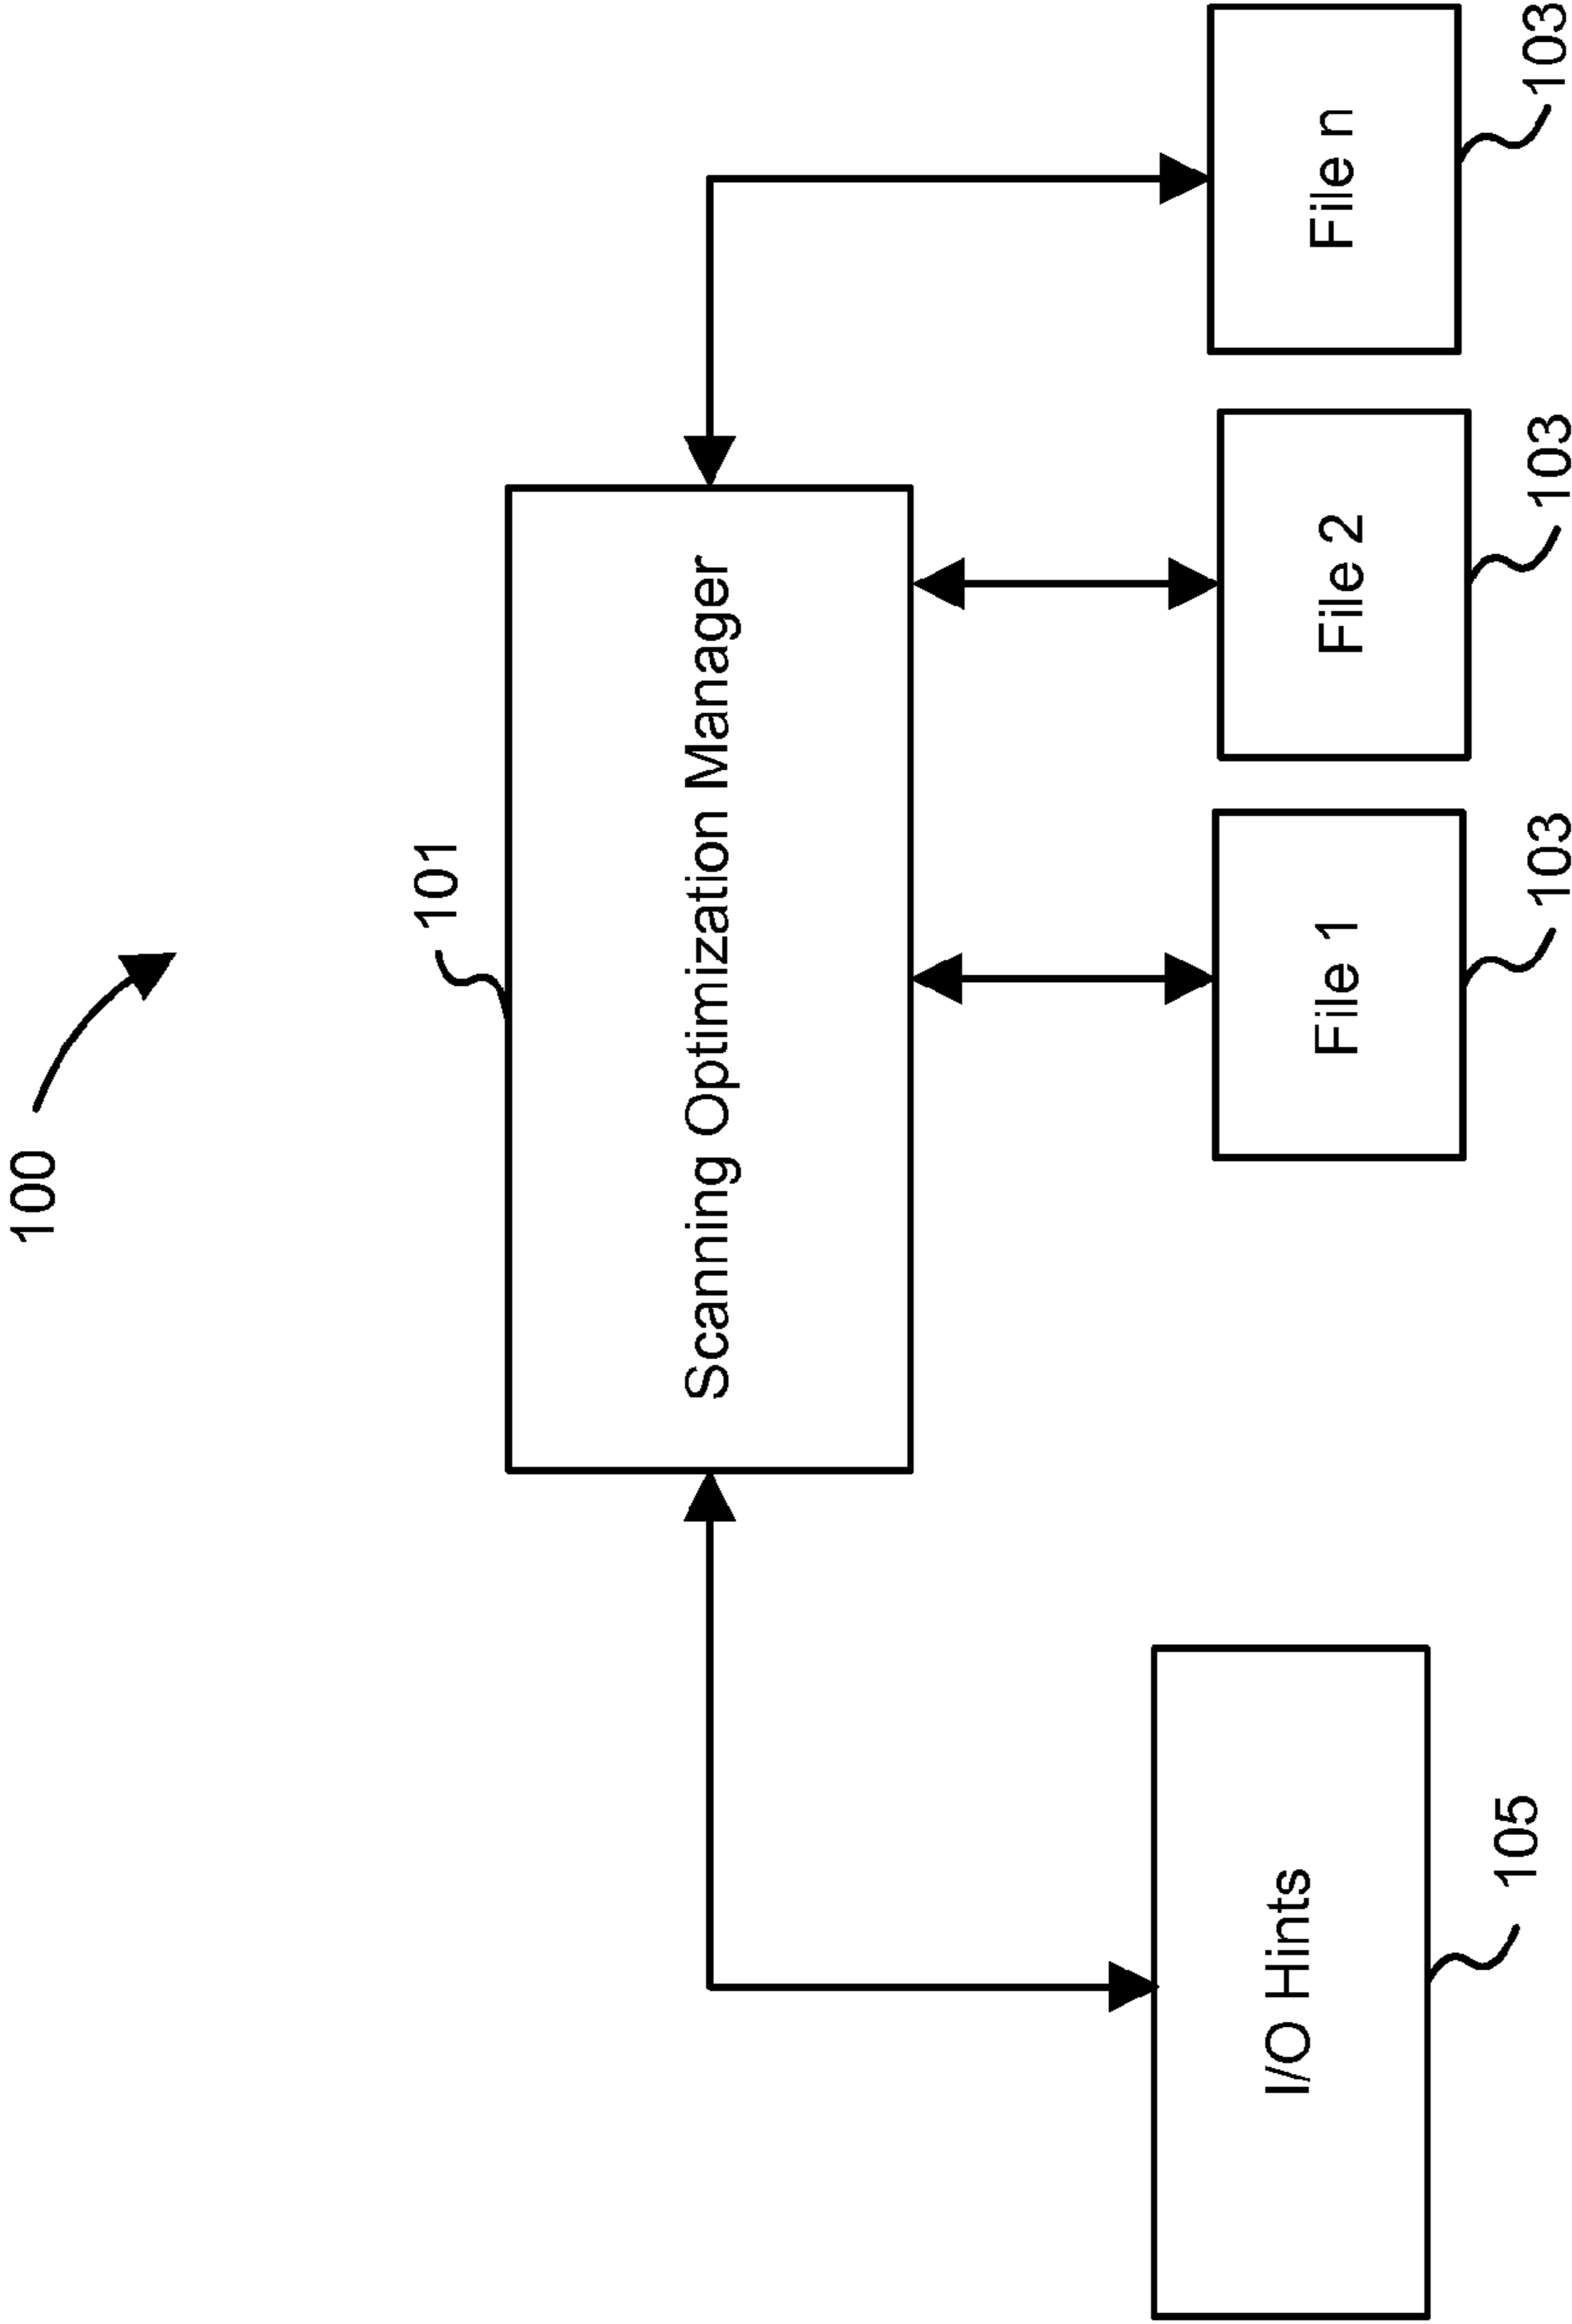 100
101
Scanning Optimization Manager
I/O Hints
File 1
File 2
File n
105
103
103
103